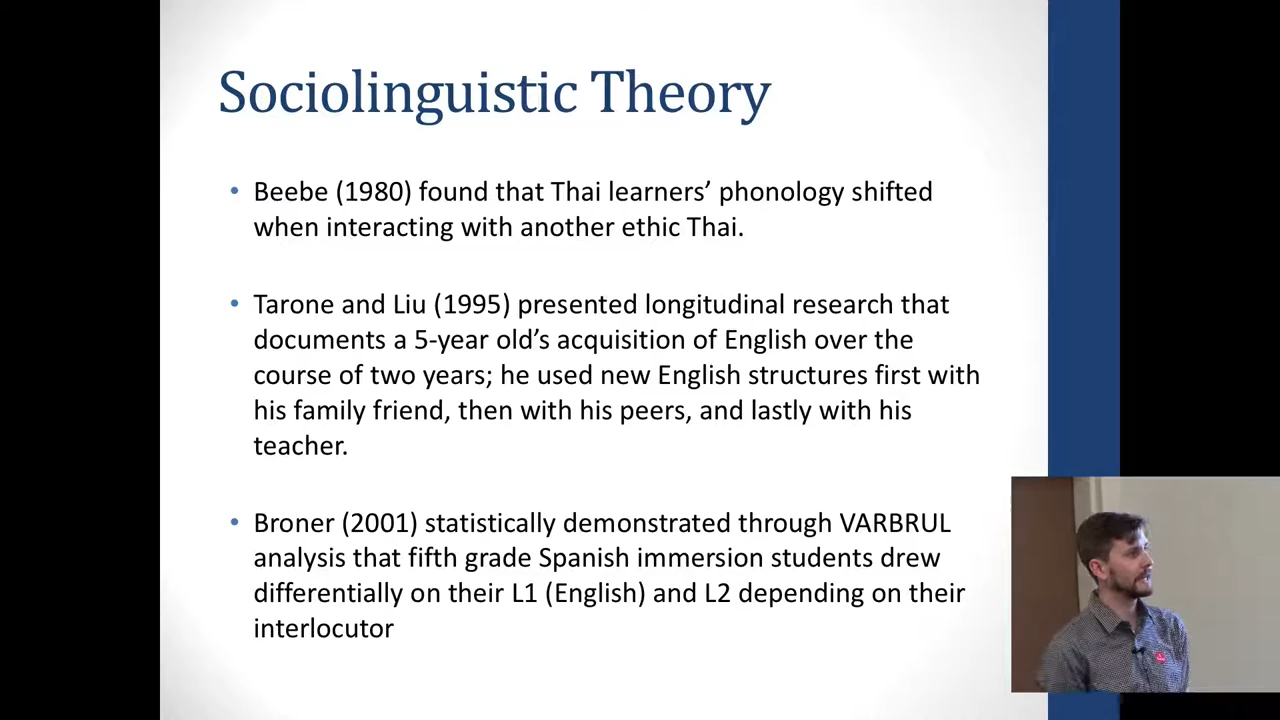 Sociolinguistic Theory
• Beebe (1980) found that Thai learners’ phonology shifted
when interacting with another ethic Thai.
• Tarone and Liu (1995) presented longitudinal research that
documents a 5-year old’s acquisition of English over the
course of two years; he used new English structures first with
his family friend, then with his peers, and lastly with his
teacher.
• Broner (2001) statistically demonstrated through VARBRUL
analysis that fifth grade Spanish immersion students drew
differentially on their L1 (English) and L2 depending on their
interlocutor